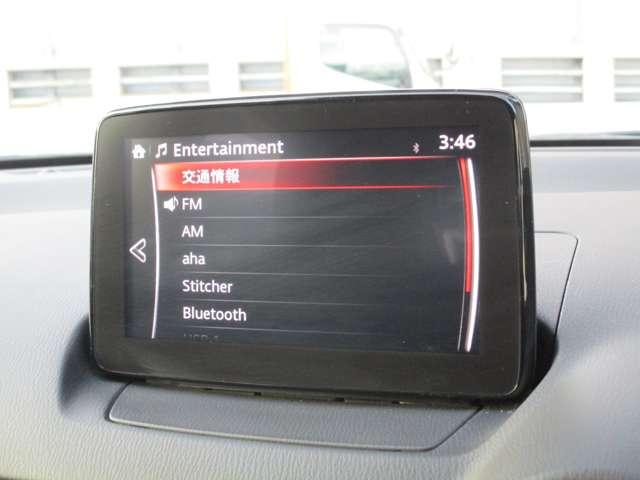 Entertainment 3:46
交通情報
FM
AM
aha
Stitcher
Bluetooth